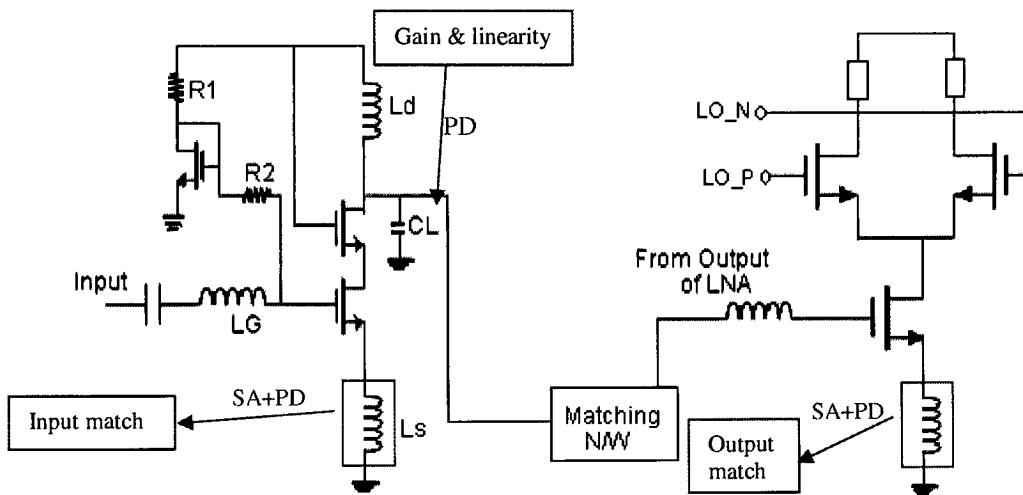 Gain & linearity
R1
Ld
PD
R2
CL
Input
LG
SA+PD
Input match
Ls
LO_N
LO_P
From Output
of LNA
Matching
N/W
SA+PD
Output
match